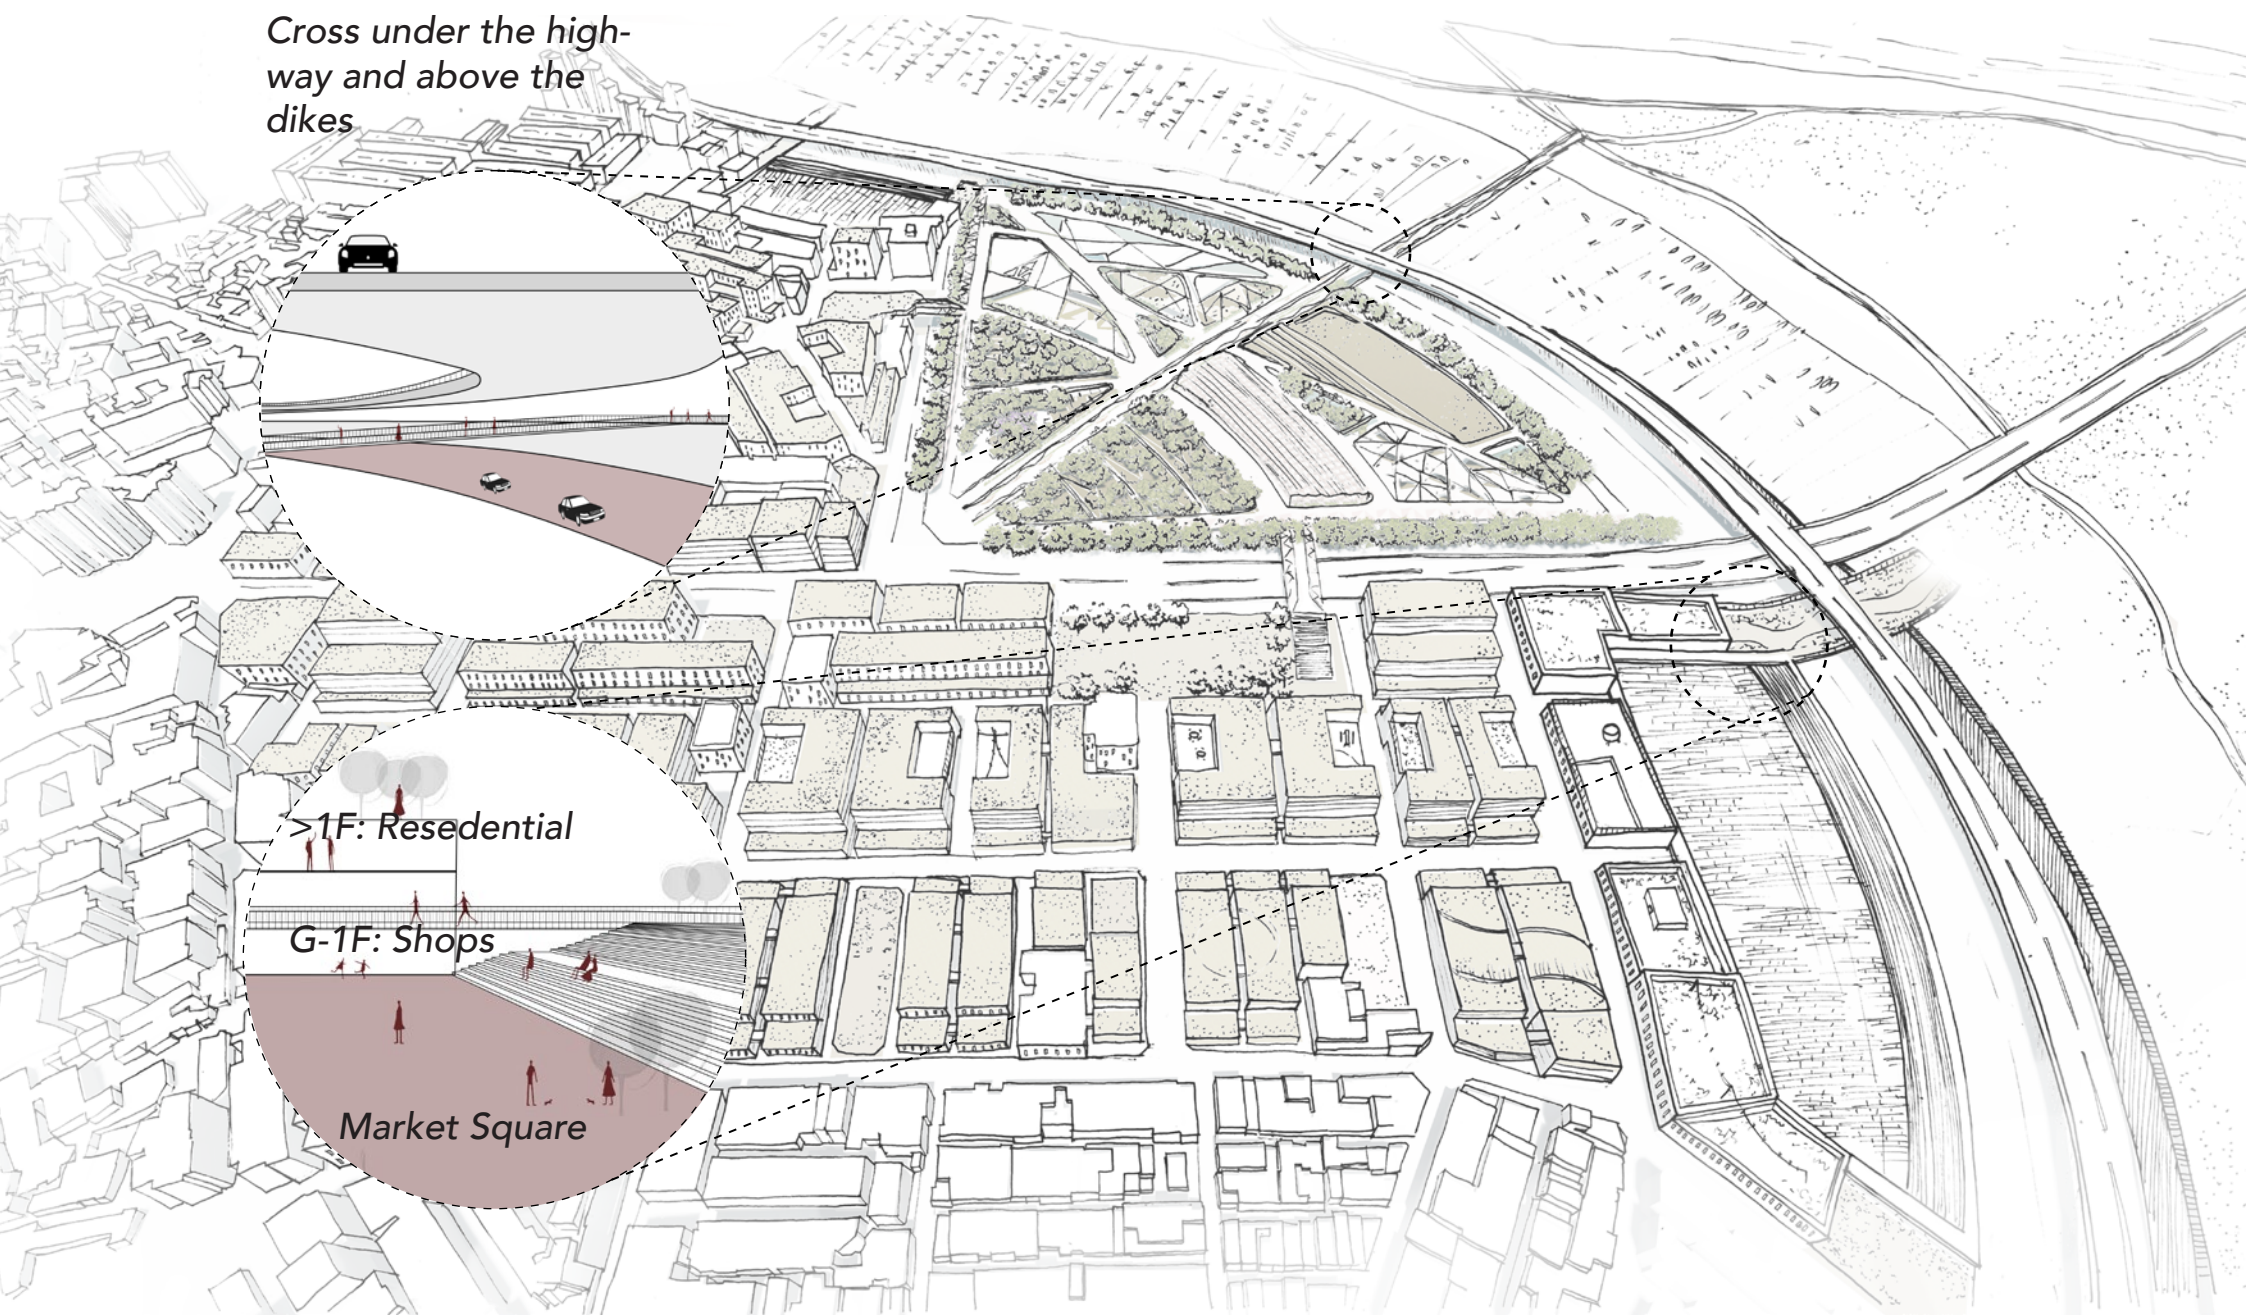 Cross under the high-
way and above the
dikes
>1F: Resedential
G-1F: Shops
Market Square